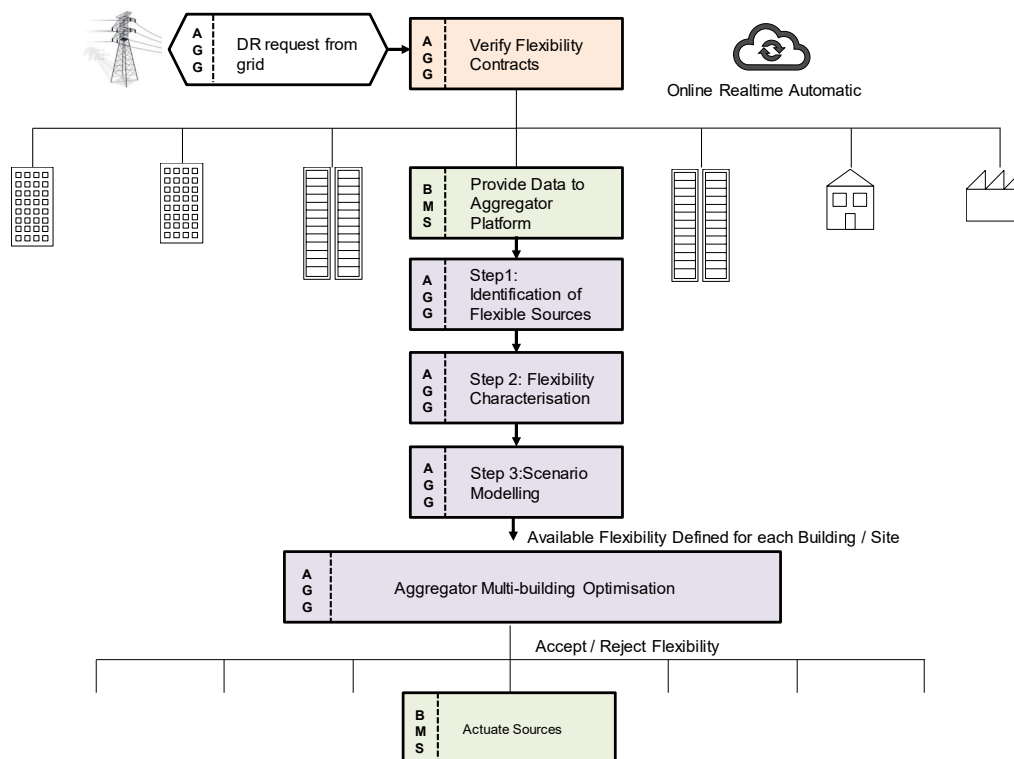 A
G
G
DR request from
grid
A
G
G
Verify Flexibility
Contracts
Online Realtime Automatic
B
M
S
Provide Data to
Aggregator
Platform
A
G
G
Step1:
Identification of
Flexible Sources
A
G
G
Step 2: Flexibility
Characterisation
A
G
G
Step 3:Scenario
Modelling
Available Flexibility Defined for each Building / Site
A
G
G
Aggregator Multi-building Optimisation
Accept / Reject Flexibility
B
M
S
Actuate Sources